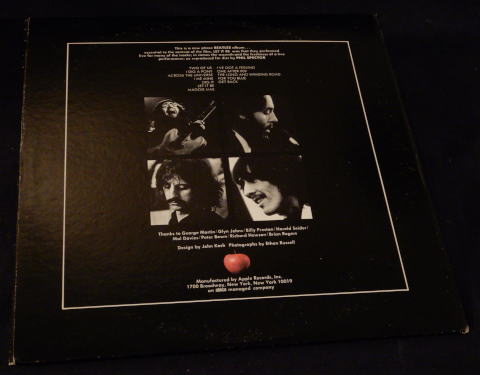 This is a new phase BEATLES album...
essential to the content of the film, LET IT BE was that they performed
live for many of the tracks; in comes the warmth and the freshness of a live
performance; as reproduced for disc by PHIL SPECTOR
TWO OF US
I DIG A PONY
ACROSS THE UNIVERSE
I ME MINE
DIG IT
LET IT BE
MAGGIE MAE
I'VE GOT A FEELING
ONE AFTER 909
THE LONG AND WINDING ROAD
FOR YOU BLUE
GET BACK
Thanks to George Martin/Glyn Johns/Billy Preston/Harold Seider/
Mal Davies/Peter Bown/Richard Hewson/Brian Rogers
Design by John Kosh Photographs by Ethan Russell
Manufactured by Apple Records, Inc.
1700 Broadway, New York, New York 10019
an abkco managed company